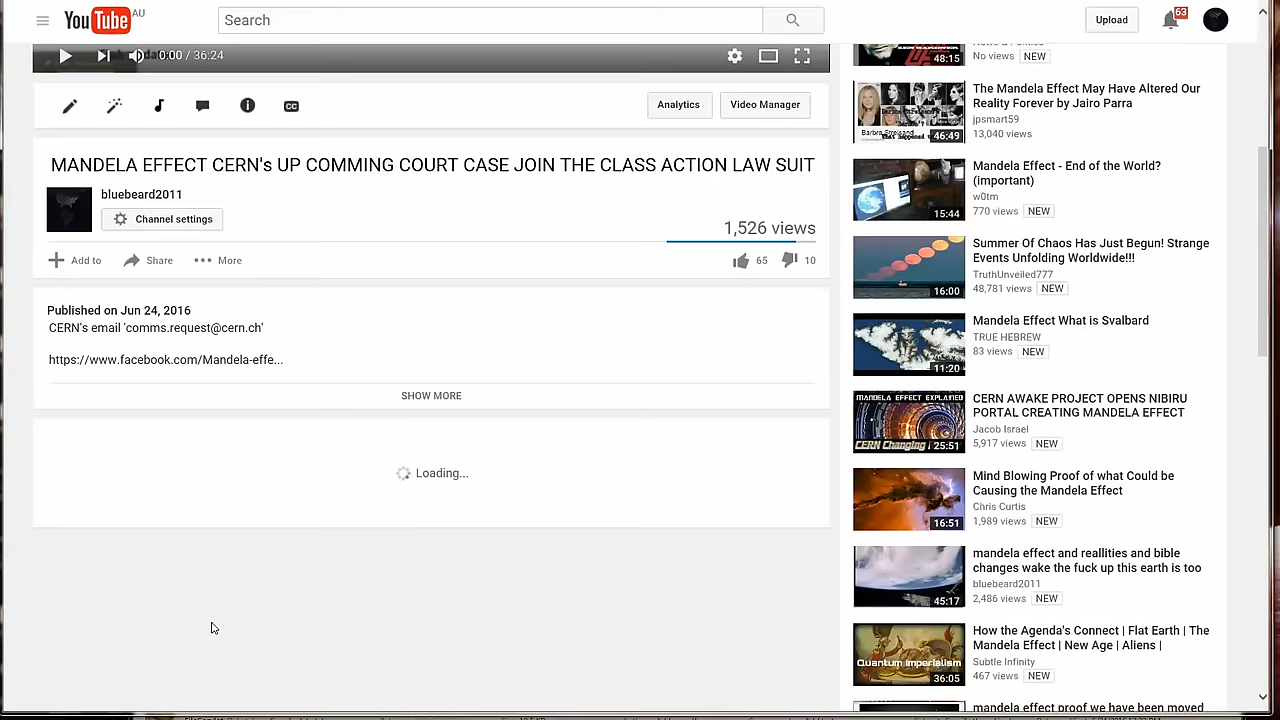 YouTube AU
Search
Upload
63
0:00 / 36:24
Analytics
Video Manager
MANDELA EFFECT CERN's UP COMMING COURT CASE JOIN THE CLASS ACTION LAW SUIT
bluebeard2011
Channel settings
1,526 views
Add to
Share
More
65
10
Published on Jun 24, 2016
CERN's email 'comms.request@cern.ch'
https://www.facebook.com/Mandela-effe...
SHOW MORE
Loading...
48:15
No views NEW
46:49
The Mandela Effect May Have Altered Our
Reality Forever by Jairo Parra
jpsmart59
13,040 views
15:44
Mandela Effect - End of the World?
(important)
w0tm
770 views NEW
16:00
Summer Of Chaos Has Just Begun! Strange
Events Unfolding Worldwide!!!
TruthUnveiled777
48,781 views NEW
11:20
Mandela Effect What is Svalbard
TRUE HEBREW
83 views NEW
MANDELA EFFECT EXPLAINED
CERN Changing
25:51
CERN AWAKE PROJECT OPENS NIBIRU
PORTAL CREATING MANDELA EFFECT
Jacob Israel
5,917 views NEW
16:51
Mind Blowing Proof of what Could be
Causing the Mandela Effect
Chris Curtis
1,989 views NEW
45:17
mandela effect and reallities and bible
changes wake the fuck up this earth is too
bluebeard2011
2,486 views NEW
Quantum Imperialism
36:05
How the Agenda's Connect | Flat Earth | The
Mandela Effect | New Age | Aliens |
Subtle Infinity
467 views NEW
mandela effect proof we have been moved